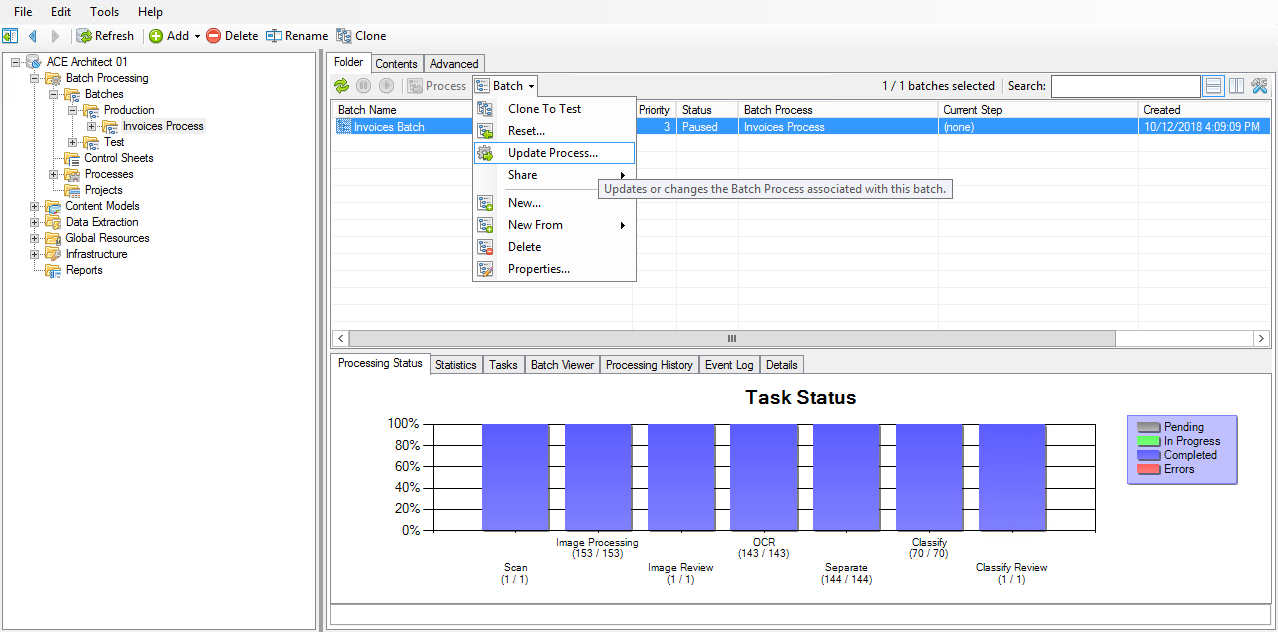 File Edit Tools Help
Refresh Add Delete Rename Clone
ACE Architect 01
Batch Processing
Batches
Production
Invoices Process
Test
Control Sheets
Processes
Projects
Content Models
Data Extraction
Global Resources
Infrastructure
Reports
Folder Contents Advanced
Process Batch 1 / 1 batches selected Search:
Batch Name Priority Status Batch Process Current Step Created
Invoices Batch 3 Paused Invoices Process (none) 10/12/2018 4:09:09 PM
Clone To Test
Reset...
Update Process...
Share
Updates or changes the Batch Process associated with this batch.
New...
New From
Delete
Properties...
Processing Status Statistics Tasks Batch Viewer Processing History Event Log Details
Task Status
100%
80%
60%
40%
20%
0%
Pending
In Progress
Completed
Errors
Scan
(1 / 1)
Image Processing
(153 / 153)
Image Review
(1 / 1)
OCR
(143 / 143)
Separate
(144 / 144)
Classify
(70 / 70)
Classify Review
(1 / 1)